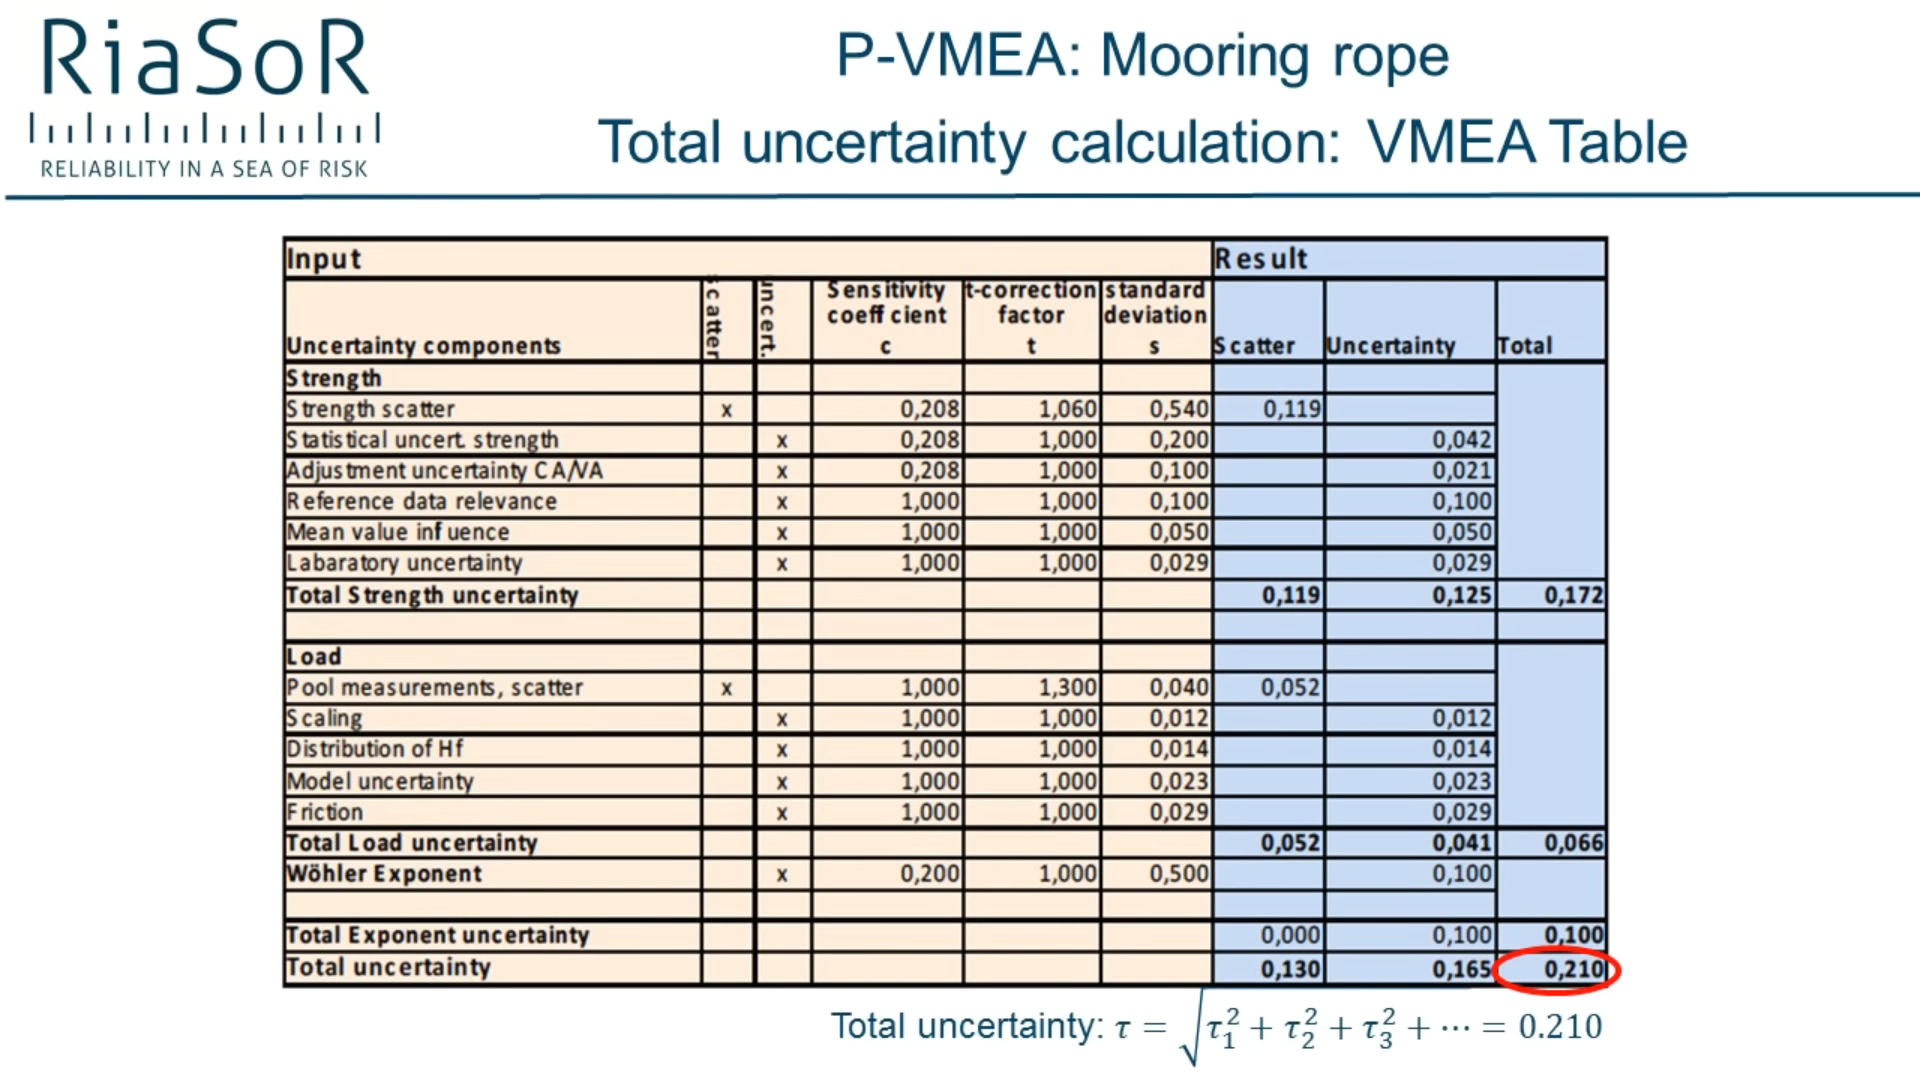 RiaSoR
RELIABILITY IN A SEA OF RISK
P-VMEA: Mooring rope
Total uncertainty calculation: VMEA Table
Input Result
Uncertainty components scatter uncert. Sensitivity coeff cient c t-correction factor t standard deviation s Scatter Uncertainty Total
Strength
Strength scatter x 0,208 1,060 0,540 0,119
Statistical uncert. strength x 0,208 1,000 0,200 0,042
Adjustment uncertainty CA/VA x 0,208 1,000 0,100 0,021
Reference data relevance x 1,000 1,000 0,100 0,100
Mean value inf uence x 1,000 1,000 0,050 0,050
Labaratory uncertainty x 1,000 1,000 0,029 0,029
Total Strength uncertainty 0,119 0,125 0,172
Load
Pool measurements, scatter x 1,000 1,300 0,040 0,052
Scaling x 1,000 1,000 0,012 0,012
Distribution of Hf x 1,000 1,000 0,014 0,014
Model uncertainty x 1,000 1,000 0,023 0,023
Friction x 1,000 1,000 0,029 0,029
Total Load uncertainty 0,052 0,041 0,066
Wöhler Exponent x 0,200 1,000 0,500 0,100
Total Exponent uncertainty 0,000 0,100 0,100
Total uncertainty 0,130 0,165 0,210
Total uncertainty: τ = √τ₁² + τ₂² + τ₃² + ⋯ = 0.210